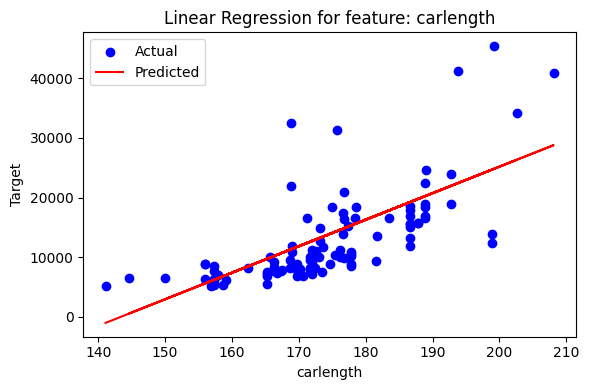 Linear Regression for feature: carlength
Actual
Predicted
Target
40000
30000
20000
10000
0
140 150 160 170 180 190 200 210
carlength